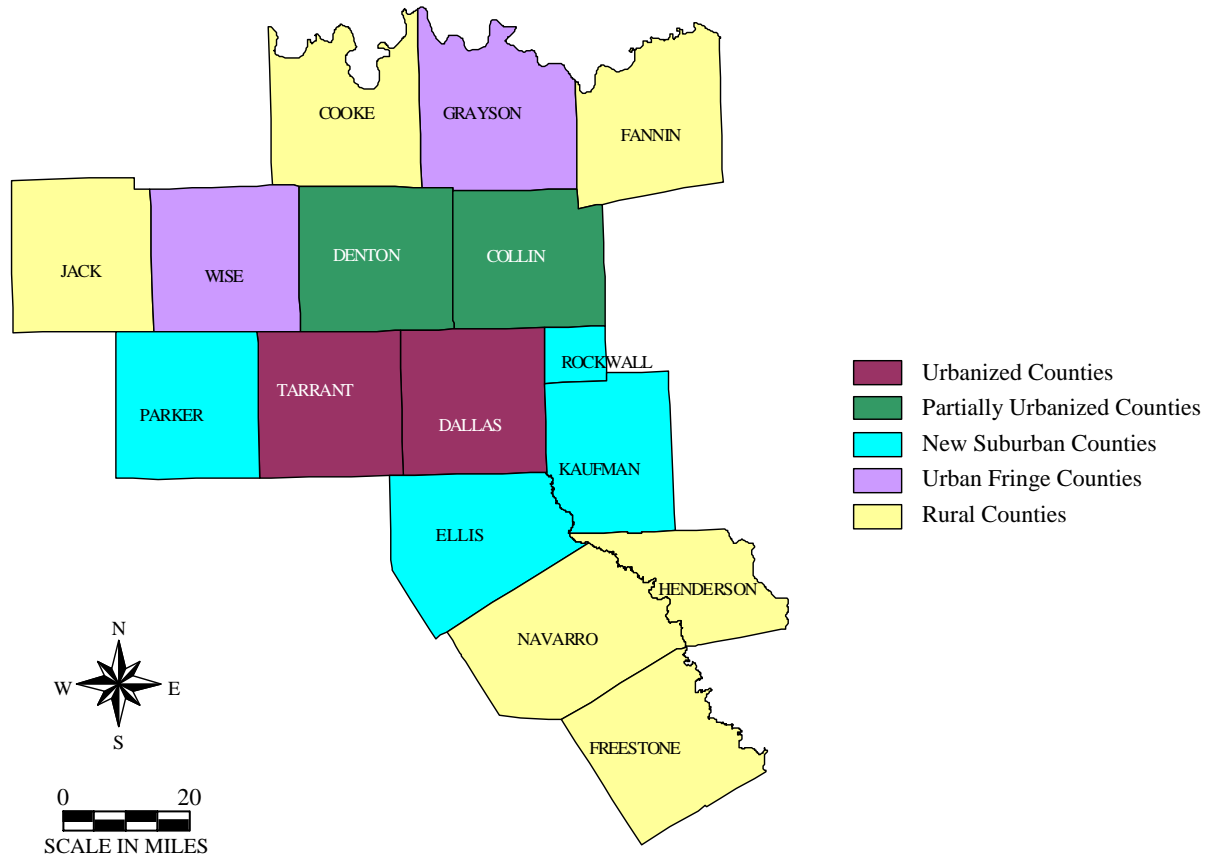 COOKE
GRAYSON
FANNIN
JACK
WISE
DENTON
COLLIN
PARKER
TARRANT
DALLAS
ROCKWALL
KAUFMAN
ELLIS
HENDERSON
NAVARRO
FREESTONE
Urbanized Counties
Partially Urbanized Counties
New Suburban Counties
Urban Fringe Counties
Rural Counties
N
W E
S
0 20
SCALE IN MILES